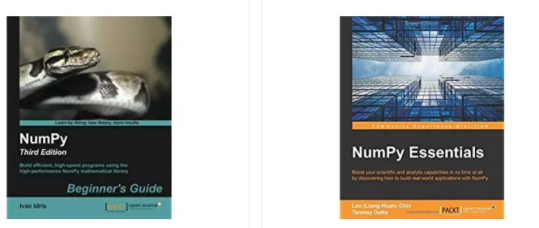 Learn by doing: less theory, more results
NumPy
Third Edition
Build efficient, high-speed programs using the
high-performance NumPy mathematical library
Beginner's Guide
Ivan Idris
open source
Community Experience Distilled
NumPy Essentials
Boost your scientific and analytic capabilities in no time at all
by discovering how to build real-world applications with NumPy
Leo (Liang-Huan) Chin
Tanmay Dutta
PACKT
open source